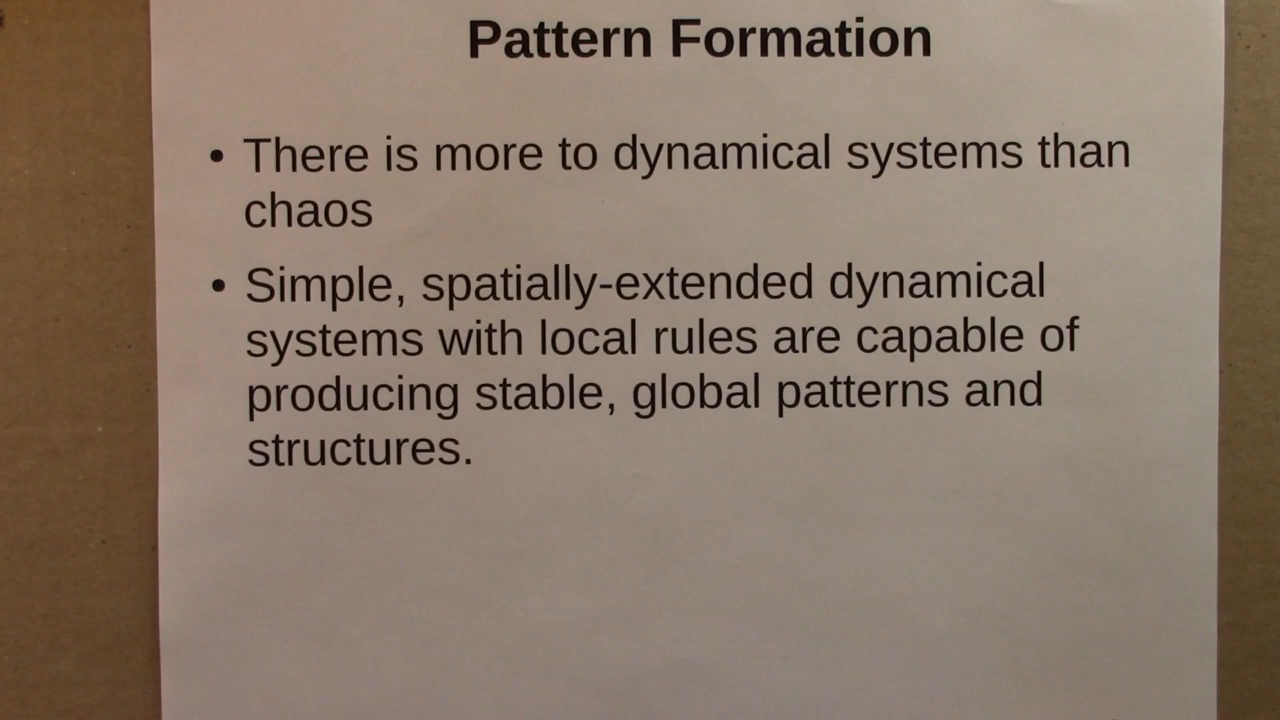 Pattern Formation
• There is more to dynamical systems than
chaos
• Simple, spatially-extended dynamical
systems with local rules are capable of
producing stable, global patterns and
structures.